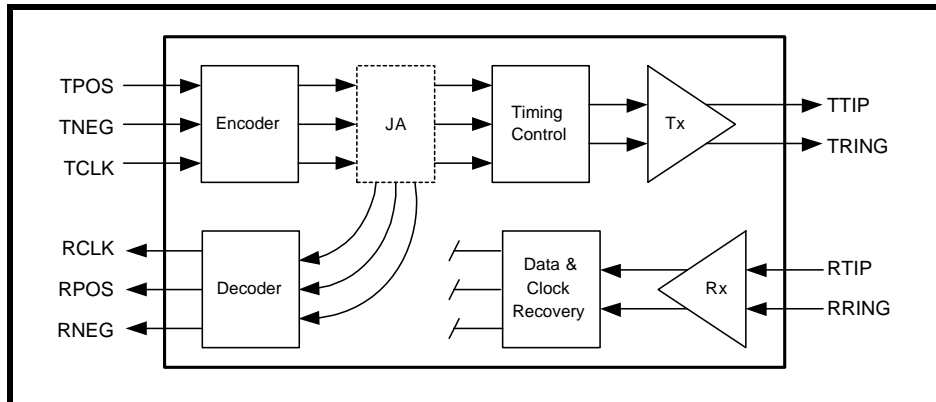 TPOS
TNEG
TCLK
Encoder
JA
Timing
Control
Tx
TTIP
TRING
RCLK
RPOS
RNEG
Decoder
Data &
Clock
Recovery
Rx
RTIP
RRING